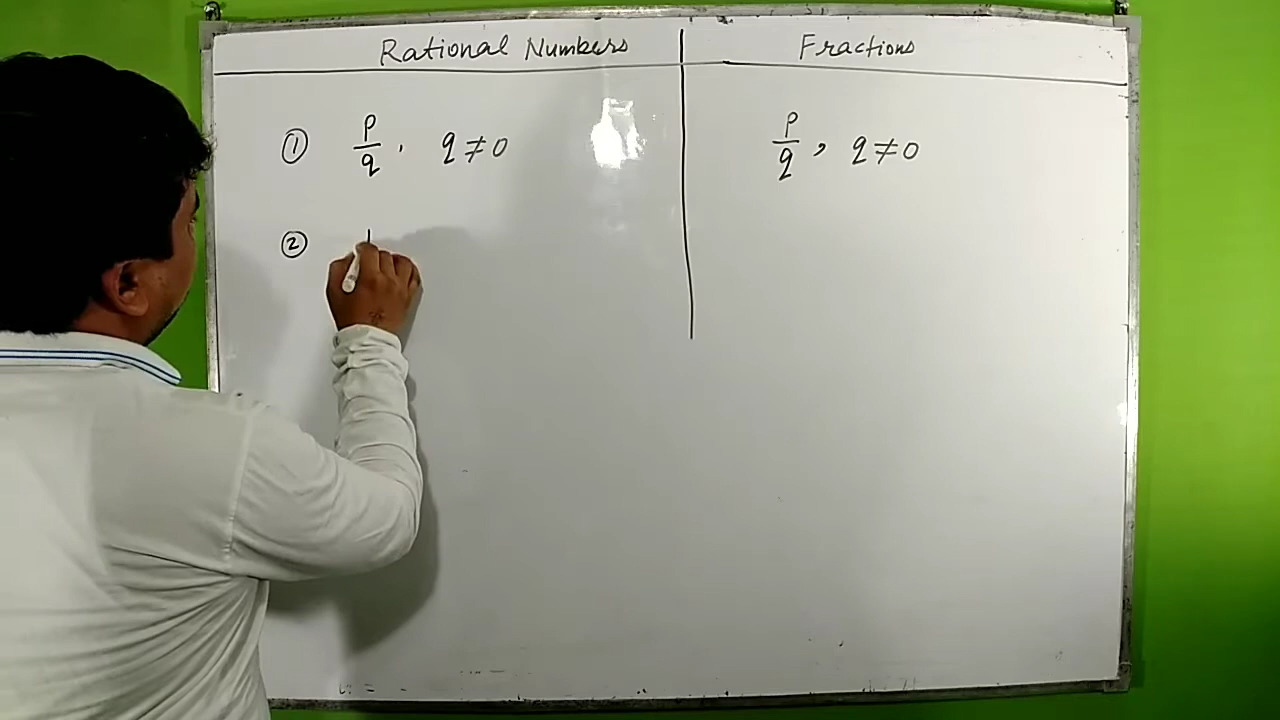 Rational Numbers Fractions
① p/q . q≠0 p/q , q≠0
②